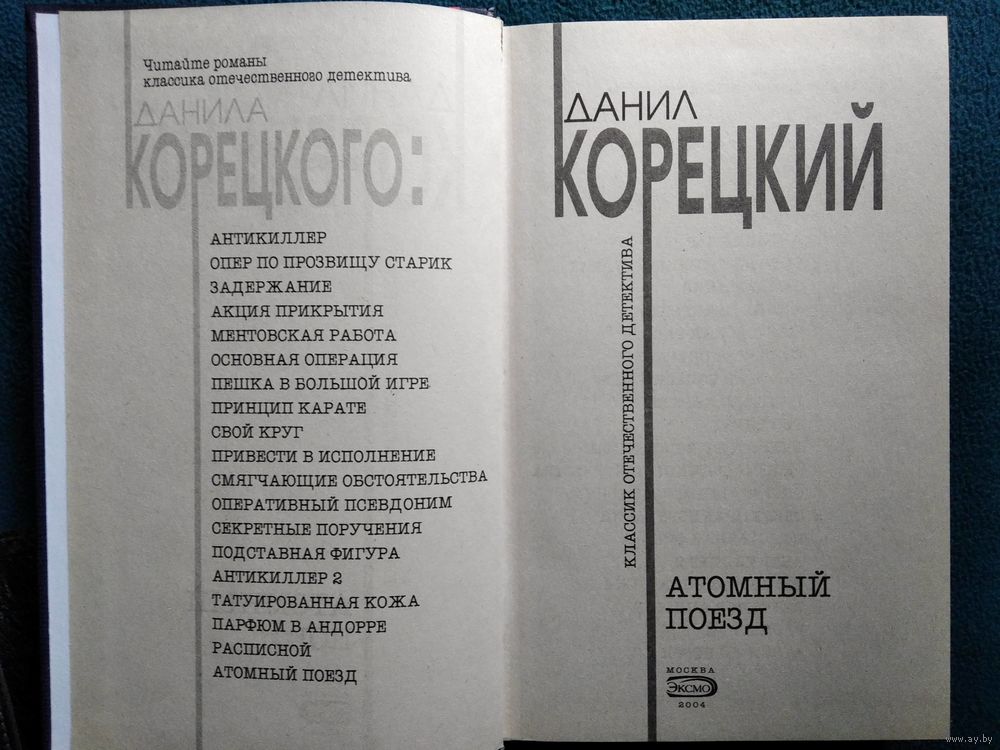 Читайте романы
классика отечественного детектива
ДАНИЛА
КОРЕЦКОГО:
АНТИКИЛЛЕР
ОПЕР ПО ПРОЗВИЩУ СТАРИК
ЗАДЕРЖАНИЕ
АКЦИЯ ПРИКРЫТИЯ
МЕНТОВСКАЯ РАБОТА
ОСНОВНАЯ ОПЕРАЦИЯ
ПЕШКА В БОЛЬШОЙ ИГРЕ
ПРИНЦИП КАРАТЕ
СВОЙ КРУГ
ПРИВЕСТИ В ИСПОЛНЕНИЕ
СМЯГЧАЮЩИЕ ОБСТОЯТЕЛЬСТВА
ОПЕРАТИВНЫЙ ПСЕВДОНИМ
СЕКРЕТНЫЕ ПОРУЧЕНИЯ
ПОДСТАВНАЯ ФИГУРА
АНТИКИЛЛЕР 2
ТАТУИРОВАННАЯ КОЖА
ПАРФЮМ В АНДОРРЕ
РАСПИСНОЙ
АТОМНЫЙ ПОЕЗД
ДАНИЛ
КОРЕЦКИЙ
КЛАССИК ОТЕЧЕСТВЕННОГО ДЕТЕКТИВА
АТОМНЫЙ
ПОЕЗД
МОСКВА
ЭКСМО
2004
www.ay.by